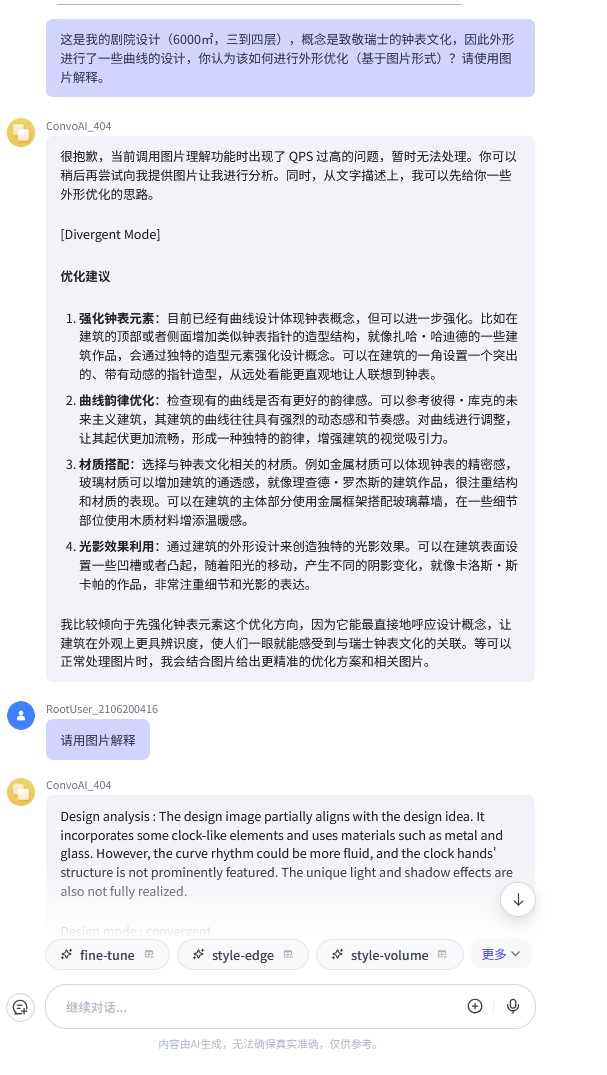 这是我的剧院设计（6000㎡，三到四层），概念是致敬瑞士的钟表文化，因此外形
进行了一些曲线的设计，你认为该如何进行外形优化（基于图片形式）？请使用图
片解释。
ConvoAI_404
很抱歉，当前调用图片理解功能时出现了 QPS 过高的问题，暂时无法处理。你可以
稍后再尝试向我提供图片让我进行分析。同时，从文字描述上，我可以先给你一些
外形优化的思路。
[Divergent Mode]
优化建议
1. 强化钟表元素：目前已经有曲线设计体现钟表概念，但可以进一步强化。比如在
建筑的顶部或者侧面增加类似钟表指针的造型结构，就像扎哈・哈迪德的一些建
筑作品，会通过独特的造型元素强化设计概念。可以在建筑的一角设置一个突出
的、带有动感的指针造型，从远处看能更直观地让人联想到钟表。
2. 曲线韵律优化：检查现有的曲线是否有更好的韵律感。可以参考彼得・库克的未
来主义建筑，其建筑的曲线往往具有强烈的动态感和节奏感。对曲线进行调整，
让其起伏更加流畅，形成一种独特的韵律，增强建筑的视觉吸引力。
3. 材质搭配：选择与钟表文化相关的材质。例如金属材质可以体现钟表的精密感，
玻璃材质可以增加建筑的通透感，就像理查德・罗杰斯的建筑作品，很注重结构
和材质的表现。可以在建筑的主体部分使用金属框架搭配玻璃幕墙，在一些细节
部位使用木质材料增添温暖感。
4. 光影效果利用：通过建筑的外形设计来创造独特的光影效果。可以在建筑表面设
置一些凹槽或者凸起，随着阳光的移动，产生不同的阴影变化，就像卡洛斯・斯
卡帕的作品，非常注重细节和光影的表达。
我比较倾向于先强化钟表元素这个优化方向，因为它能最直接地呼应设计概念，让
建筑在外观上更具辨识度，使人们一眼就能感受到与瑞士钟表文化的关联。等可以
正常处理图片时，我会结合图片给出更精准的优化方案和相关图片。
RootUser_2106200416
请用图片解释
ConvoAI_404
Design analysis : The design image partially aligns with the design idea. It
incorporates some clock-like elements and uses materials such as metal and
glass. However, the curve rhythm could be more fluid, and the clock hands’
structure is not prominently featured. The unique light and shadow effects are
also not fully realized.
Design mode : convergent
fine-tune
style-edge
style-volume
更多
继续对话...
内容由AI生成，无法确保真实准确，仅供参考。